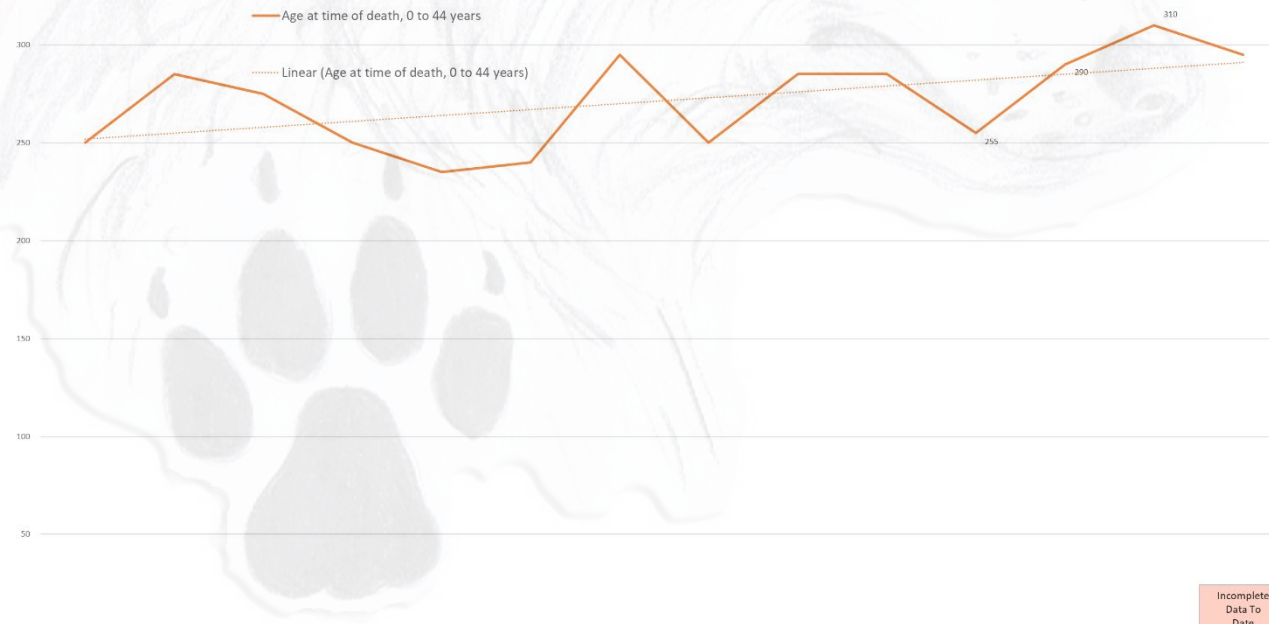 Age at time of death, 0 to 44 years
310
300
Linear (Age at time of death, 0 to 44 years)
290
250
255
200
150
100
50
Incomplete
Data To
Date